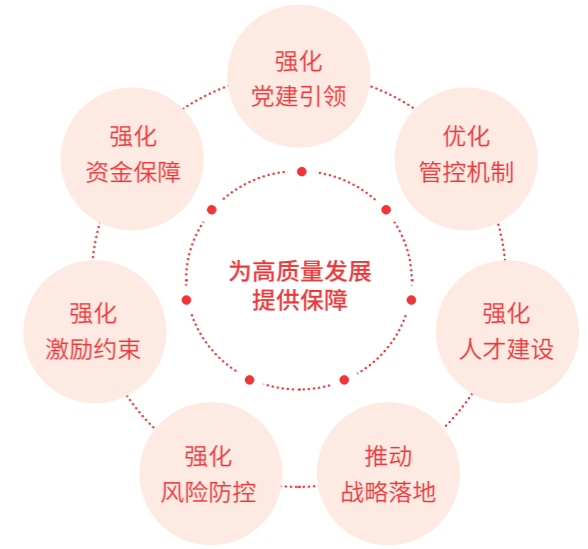 强化
党建引领
优化
管控机制
强化
人才建设
推动
战略落地
强化
风险防控
强化
激励约束
强化
资金保障
为高质量发展
提供保障